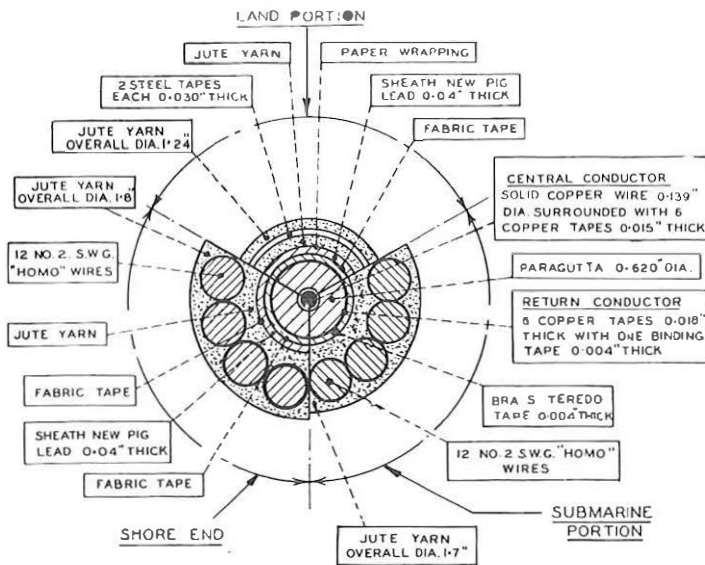 LAND PORTION
JUTE YARN
PAPER WRAPPING
2 STEEL TAPES
EACH 0·030" THICK
SHEATH NEW PIG
LEAD 0·04" THICK
JUTE YARN
OVERALL DIA. 1·24"
FABRIC TAPE
JUTE YARN
OVERALL DIA. 1·8"
CENTRAL CONDUCTOR
SOLID COPPER WIRE 0·139"
DIA. SURROUNDED WITH 6
COPPER TAPES 0·015" THICK
12 NO. 2. S.W.G.
"HOMO" WIRES
PARAGUTTA 0·620" DIA.
RETURN CONDUCTOR
6 COPPER TAPES 0·018"
THICK WITH ONE BINDING
TAPE 0·004" THICK
JUTE YARN
FABRIC TAPE
BRA S TEREDO
TAPE 0·004" THICK
SHEATH NEW PIG
LEAD 0·04" THICK
12 NO. 2 S.W.G. "HOMO"
WIRES
FABRIC TAPE
SHORE END
SUBMARINE
PORTION
JUTE YARN
OVERALL DIA. 1·7"